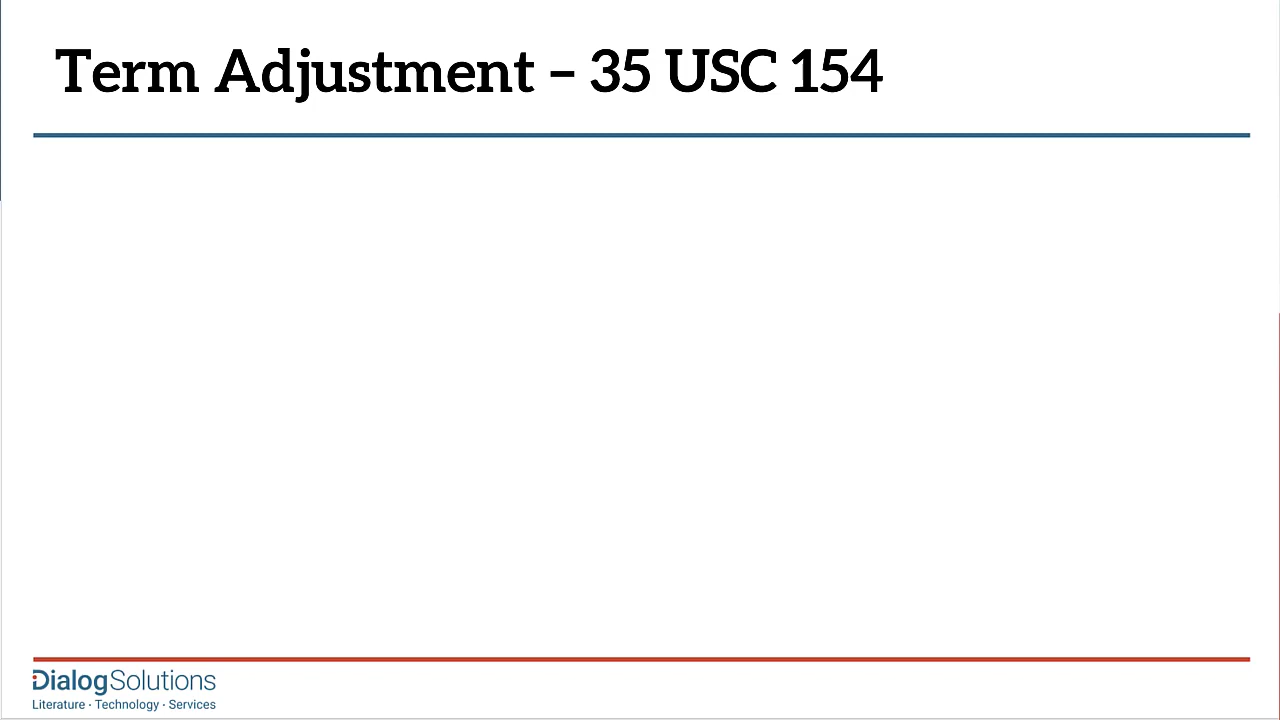 Term Adjustment – 35 USC 154
DialogSolutions
Literature · Technology · Services